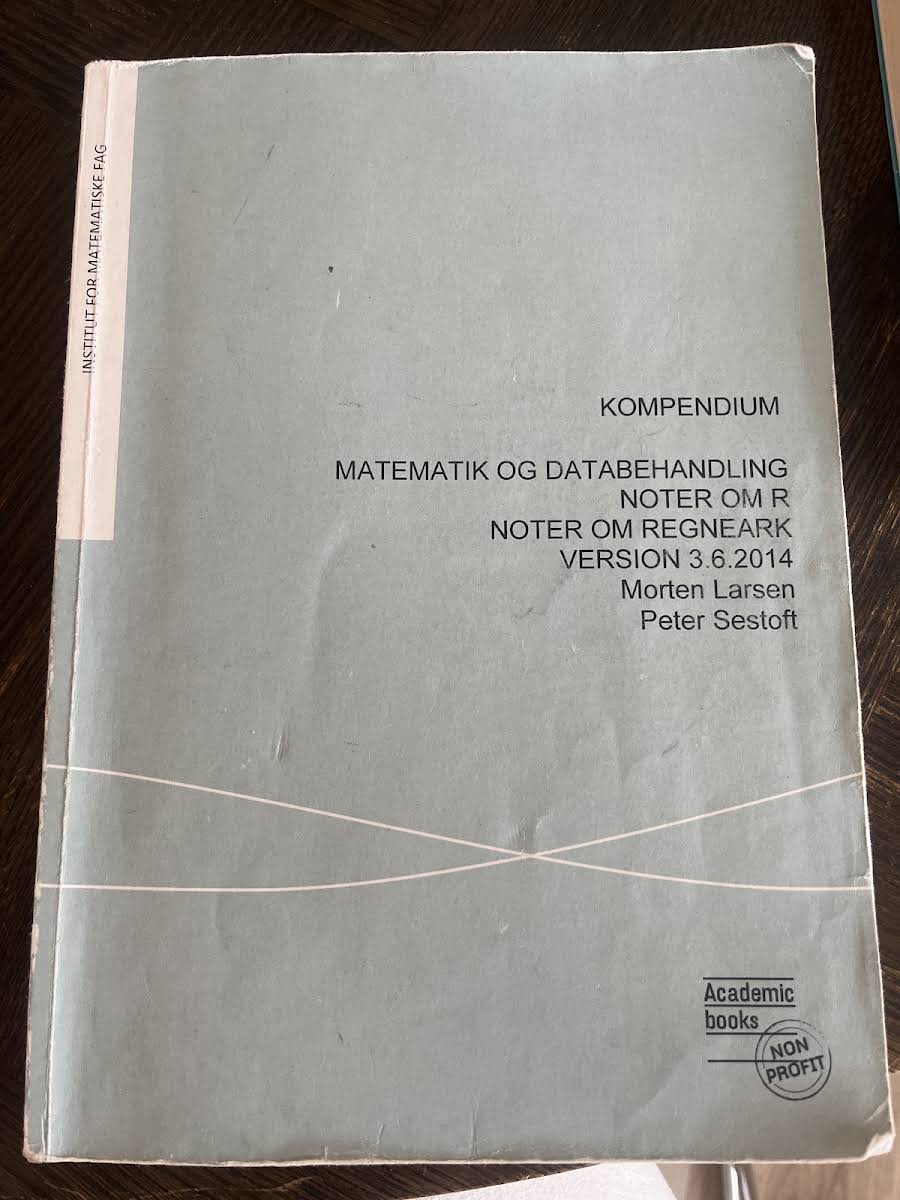 INSTITUT FOR MATEMATISKE FAG
KOMPENDIUM
MATEMATIK OG DATABEHANDLING
NOTER OM R
NOTER OM REGNEARK
VERSION 3.6.2014
Morten Larsen
Peter Sestoft
Academic
books
NON
PROFIT